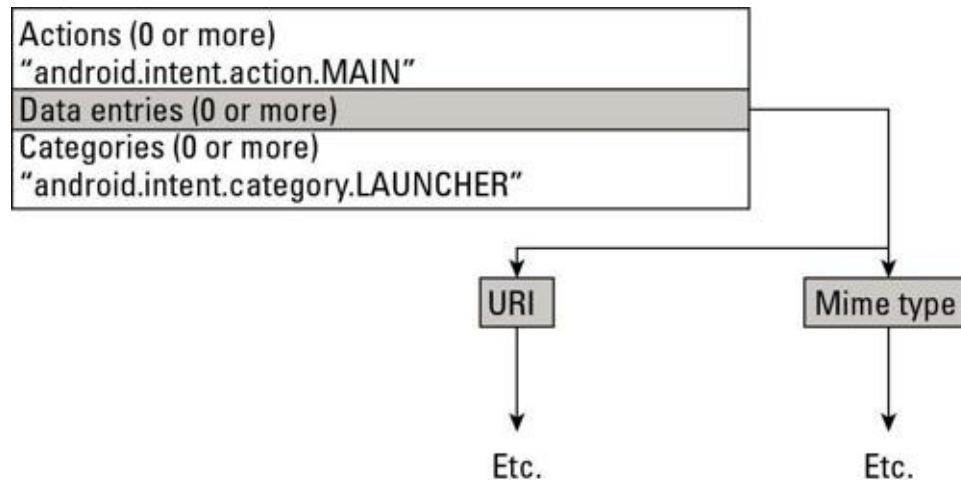 Actions (0 or more)
“android.intent.action.MAIN”
Data entries (0 or more)
Categories (0 or more)
“android.intent.category.LAUNCHER”
URI
Mime type
Etc.
Etc.